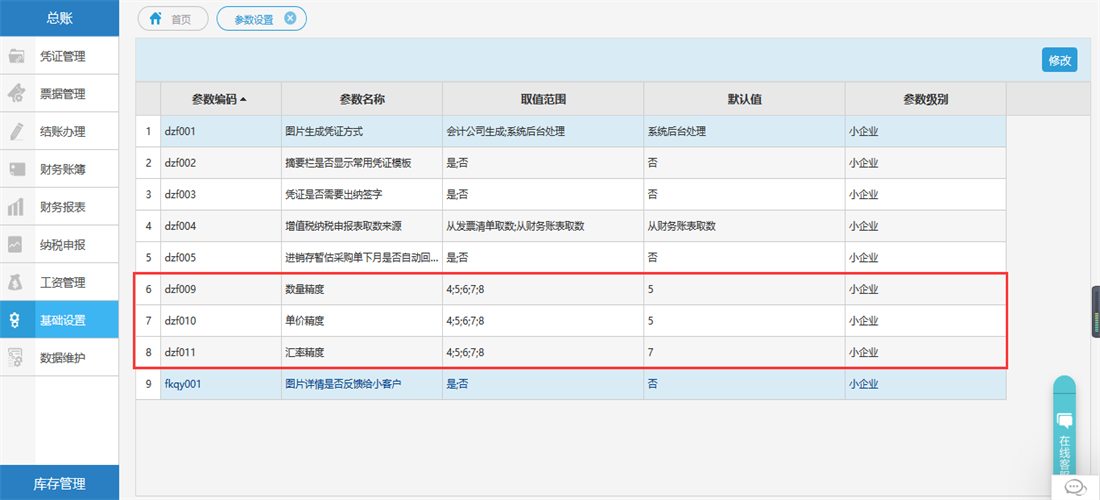 总账
首页
参数设置
修改
凭证管理
票据管理
结账办理
财务账簿
财务报表
纳税申报
工资管理
基础设置
数据维护
库存管理
参数编码 参数名称 取值范围 默认值 参数级别
1 dzf001 图片生成凭证方式 会计公司生成;系统后台处理 系统后台处理 小企业
2 dzf002 摘要栏是否显示常用凭证模板 是;否 否 小企业
3 dzf003 凭证是否需要出纳签字 是;否 否 小企业
4 dzf004 增值税纳税申报表取数来源 从发票清单取数;从财务账表取数 从财务账表取数 小企业
5 dzf005 进销存暂估采购单下月是否自动回... 是;否 否 小企业
6 dzf009 数量精度 4;5;6;7;8 5 小企业
7 dzf010 单价精度 4;5;6;7;8 5 小企业
8 dzf011 汇率精度 4;5;6;7;8 7 小企业
9 fkqy001 图片详情是否反馈给小客户 是;否 否 小企业
在线客